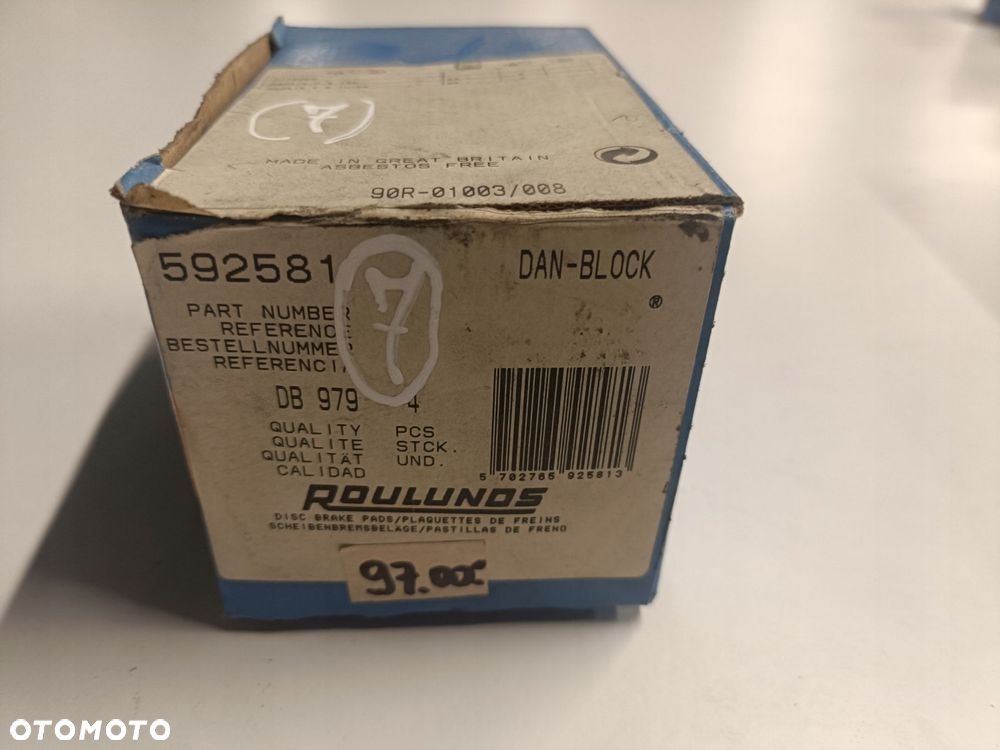 (7)
MADE IN GREAT BRITAIN
ASBESTOS FREE
90R-01003/008
592581
7
DAN-BLOCK
®
PART NUMBER
REFERENCE
BESTELLNUMMER
REFERENCIA
DB 979 4
QUALITY PCS
QUALITE STCK.
QUALITÄT UND.
CALIDAD
5 702765 925813
ROULUNDS
DISC BRAKE PADS/PLAQUETTES DE FREINS
SCHEIBENBREMSBELÄGE/PASTILLAS DE FRENO
97.00
OTOMOTO